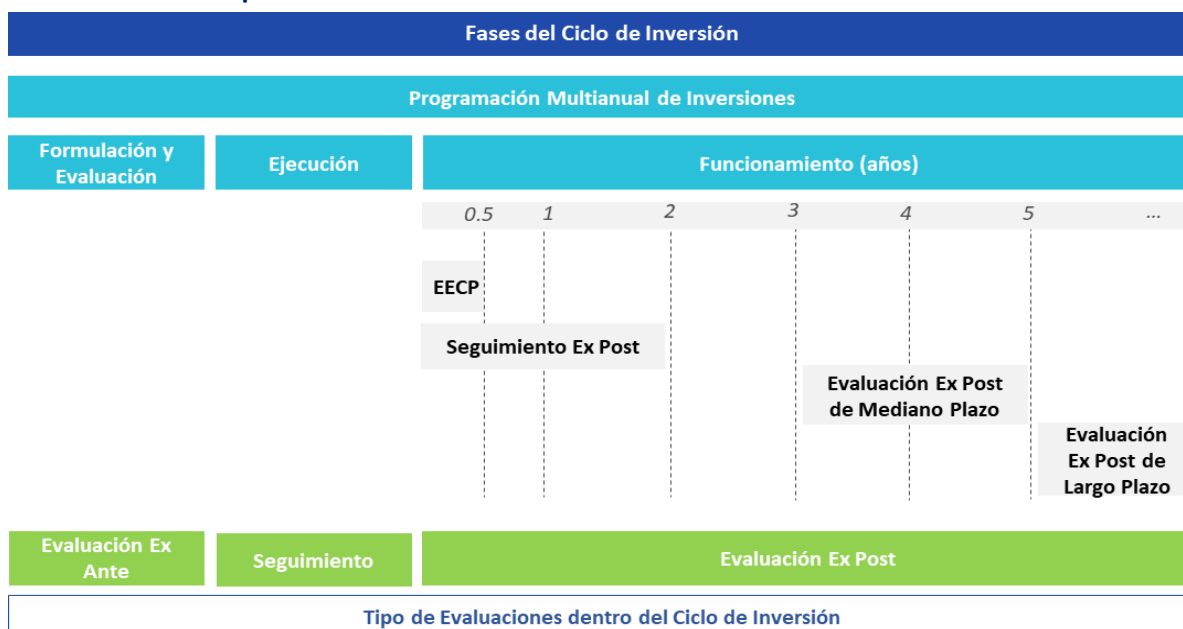 Fases del Ciclo de Inversión
Programación Multianual de Inversiones
Formulación y
Evaluación
Ejecución
Funcionamiento (años)
0.5 1 2 3 4 5 ...
EECP
Seguimiento Ex Post
Evaluación Ex Post
de Mediano Plazo
Evaluación
Ex Post de
Largo Plazo
Evaluación Ex
Ante
Seguimiento
Evaluación Ex Post
Tipo de Evaluaciones dentro del Ciclo de Inversión